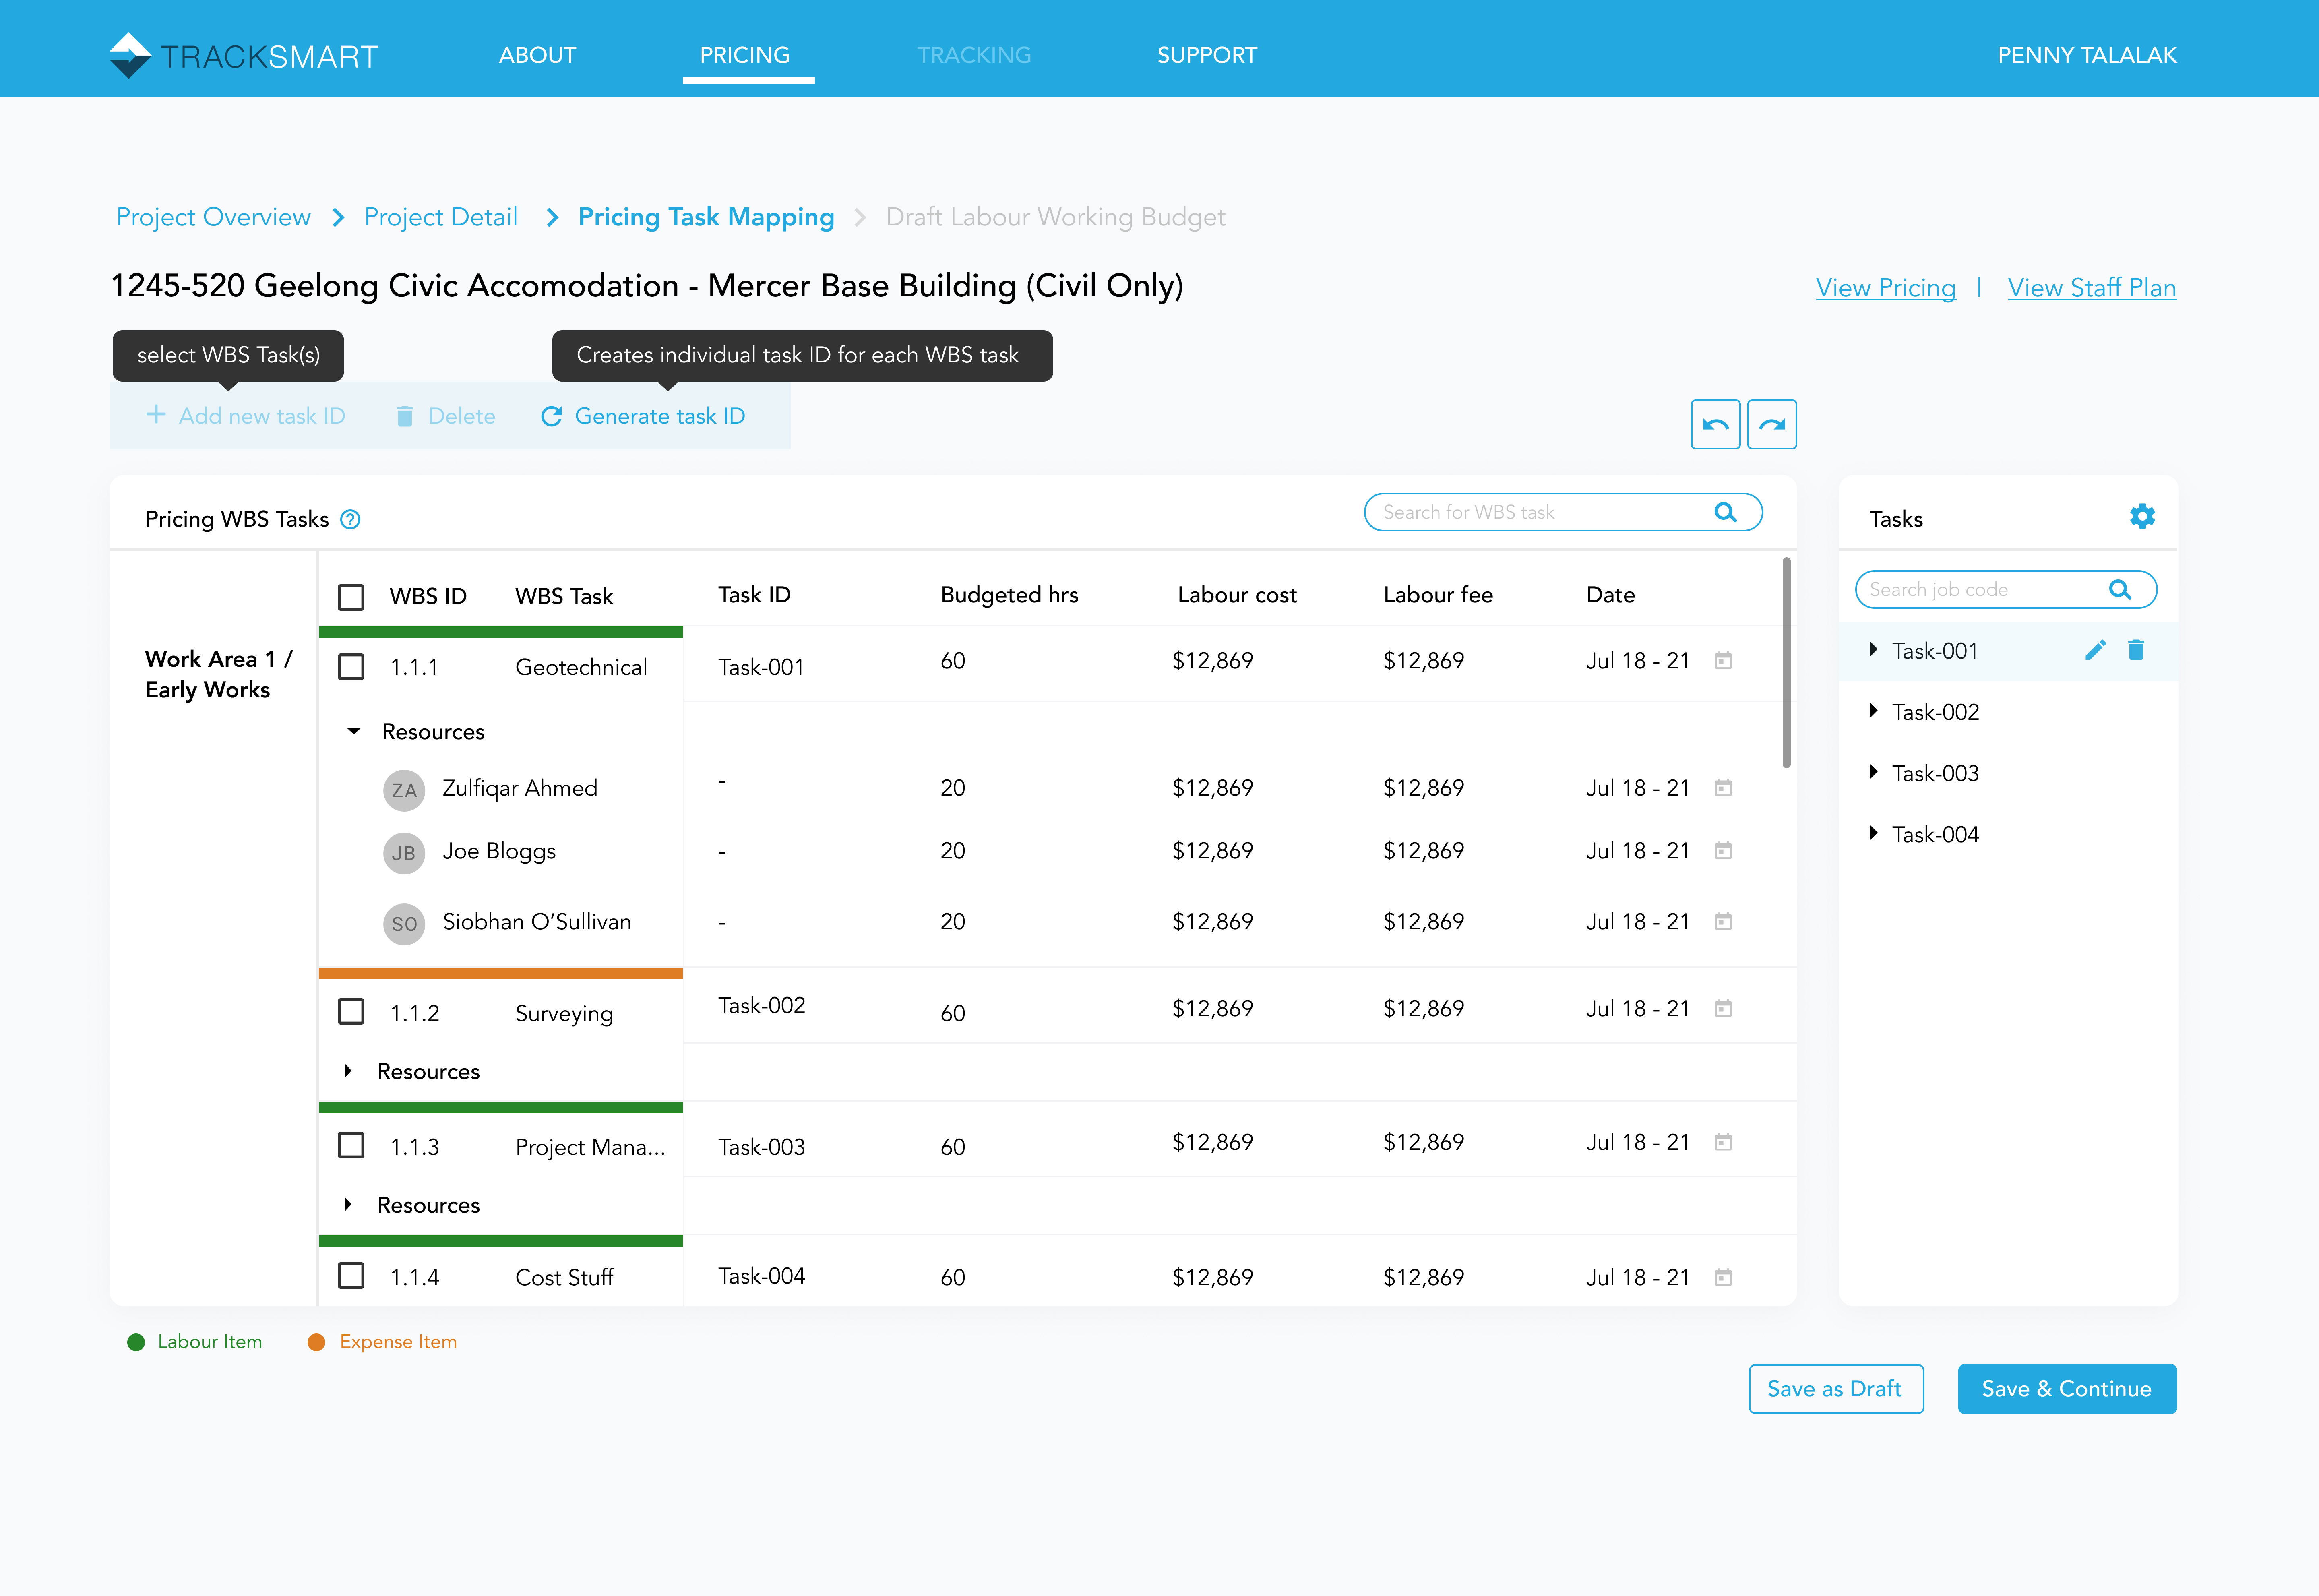 TRACKSMART ABOUT PRICING TRACKING SUPPORT PENNY TALALAK
Project Overview Project Detail Pricing Task Mapping Draft Labour Working Budget
1245-520 Geelong Civic Accomodation - Mercer Base Building (Civil Only) View Pricing | View Staff Plan
select WBS Task(s) Creates individual task ID for each WBS task
+ Add new task ID Delete Generate task ID
Pricing WBS Tasks ? Search for WBS task
WBS ID WBS Task Task ID Budgeted hrs Labour cost Labour fee Date
Work Area 1 /
Early Works
1.1.1 Geotechnical Task-001 60 $12,869 $12,869 Jul 18 - 21
Resources
ZA Zulfiqar Ahmed - 20 $12,869 $12,869 Jul 18 - 21
JB Joe Bloggs - 20 $12,869 $12,869 Jul 18 - 21
SO Siobhan O’Sullivan - 20 $12,869 $12,869 Jul 18 - 21
1.1.2 Surveying Task-002 60 $12,869 $12,869 Jul 18 - 21
Resources
1.1.3 Project Mana... Task-003 60 $12,869 $12,869 Jul 18 - 21
Resources
1.1.4 Cost Stuff Task-004 60 $12,869 $12,869 Jul 18 - 21
Tasks
Search job code
Task-001
Task-002
Task-003
Task-004
Labour Item Expense Item
Save as Draft Save & Continue